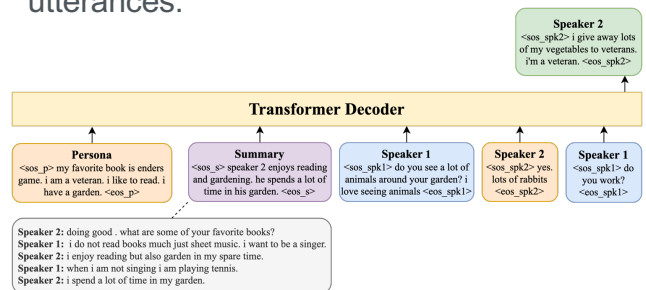 utterances.
Speaker 2
<sos_spk2> i give away lots
of my vegetables to veterans.
i'm a veteran. <eos_spk2>
Transformer Decoder
Persona
<sos_p> my favorite book is enders
game. i am a veteran. i like to read. i
have a garden. <eos_p>
Summary
<sos_s> speaker 2 enjoys reading
and gardening. he spends a lot of
time in his garden. <eos_s>
Speaker 1
<sos_spk1> do you see a lot of
animals around your garden? i
love seeing animals <eos_spk1>
Speaker 2
<sos_spk2> yes.
lots of rabbits
<eos_spk2>
Speaker 1
<sos_spk1> do
you work?
<eos_spk1>
Speaker 2: doing good . what are some of your favorite books?
Speaker 1: i do not read books much just sheet music. i want to be a singer.
Speaker 2: i enjoy reading but also garden in my spare time.
Speaker 1: when i am not singing i am playing tennis.
Speaker 2: i spend a lot of time in my garden.